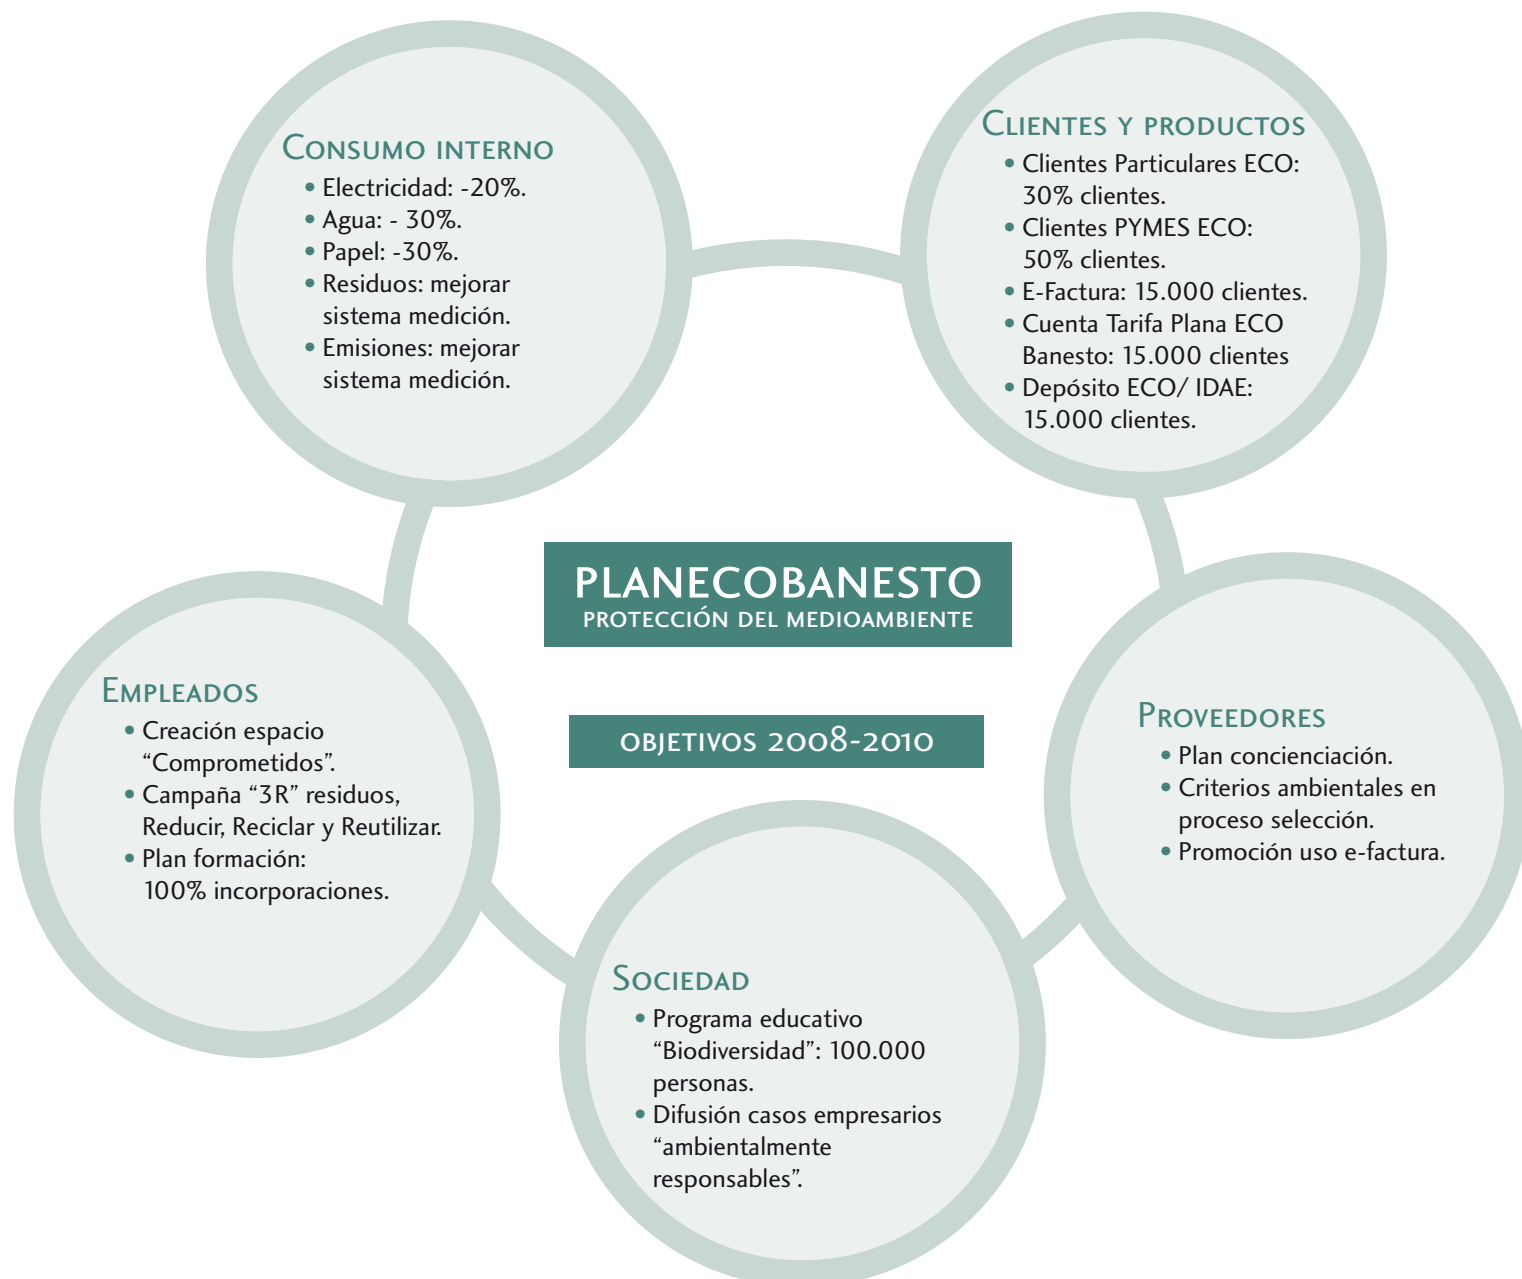 Consumo interno
• Electricidad: -20%.
• Agua: - 30%.
• Papel: -30%.
• Residuos: mejorar
sistema medición.
• Emisiones: mejorar
sistema medición.
Clientes y productos
• Clientes Particulares ECO:
30% clientes.
• Clientes PYMES ECO:
50% clientes.
• E-Factura: 15.000 clientes.
• Cuenta Tarifa Plana ECO
Banesto: 15.000 clientes
• Depósito ECO/ IDAE:
15.000 clientes.
PLANECOBANESTO
PROTECCIÓN DEL MEDIOAMBIENTE
OBJETIVOS 2008-2010
Empleados
• Creación espacio
“Comprometidos”.
• Campaña “3R” residuos,
Reducir, Reciclar y Reutilizar.
• Plan formación:
100% incorporaciones.
Proveedores
• Plan concienciación.
• Criterios ambientales en
proceso selección.
• Promoción uso e-factura.
Sociedad
• Programa educativo
“Biodiversidad”: 100.000
personas.
• Difusión casos empresarios
“ambientalmente
responsables”.